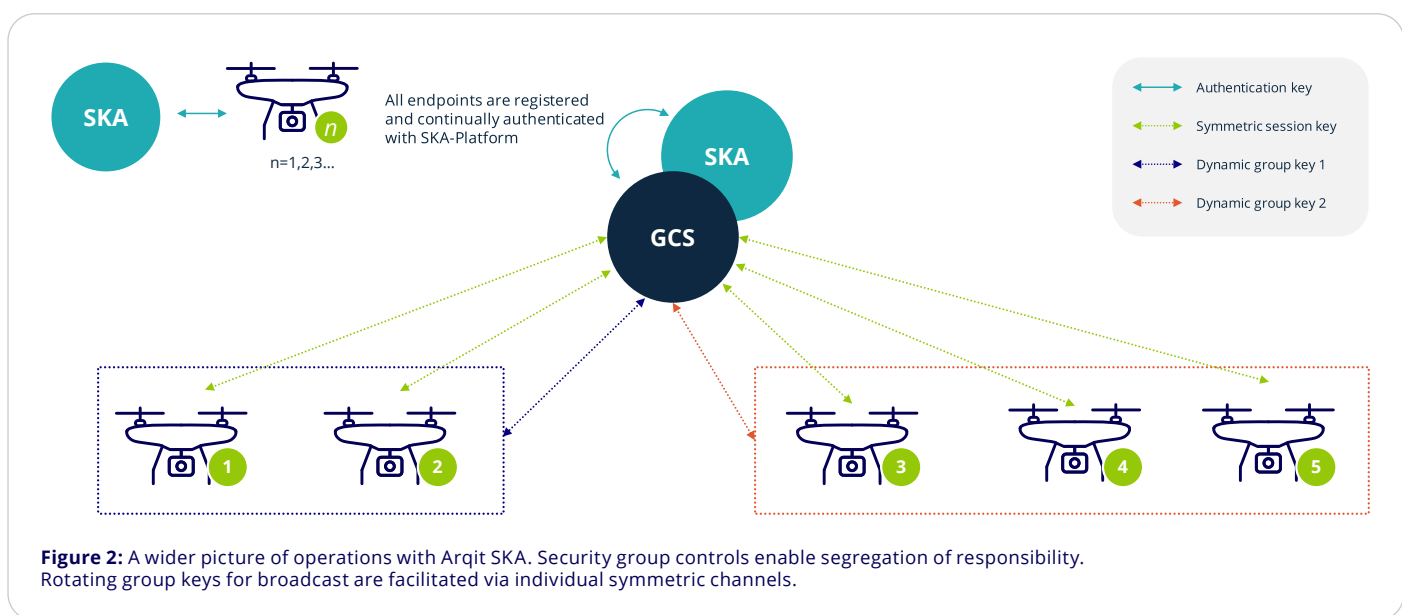 SKA
n
n=1,2,3...
All endpoints are registered
and continually authenticated
with SKA-Platform
SKA
GCS
Authentication key
Symmetric session key
Dynamic group key 1
Dynamic group key 2
1
2
3
4
5
Figure 2: A wider picture of operations with Arqit SKA. Security group controls enable segregation of responsibility.
Rotating group keys for broadcast are facilitated via individual symmetric channels.